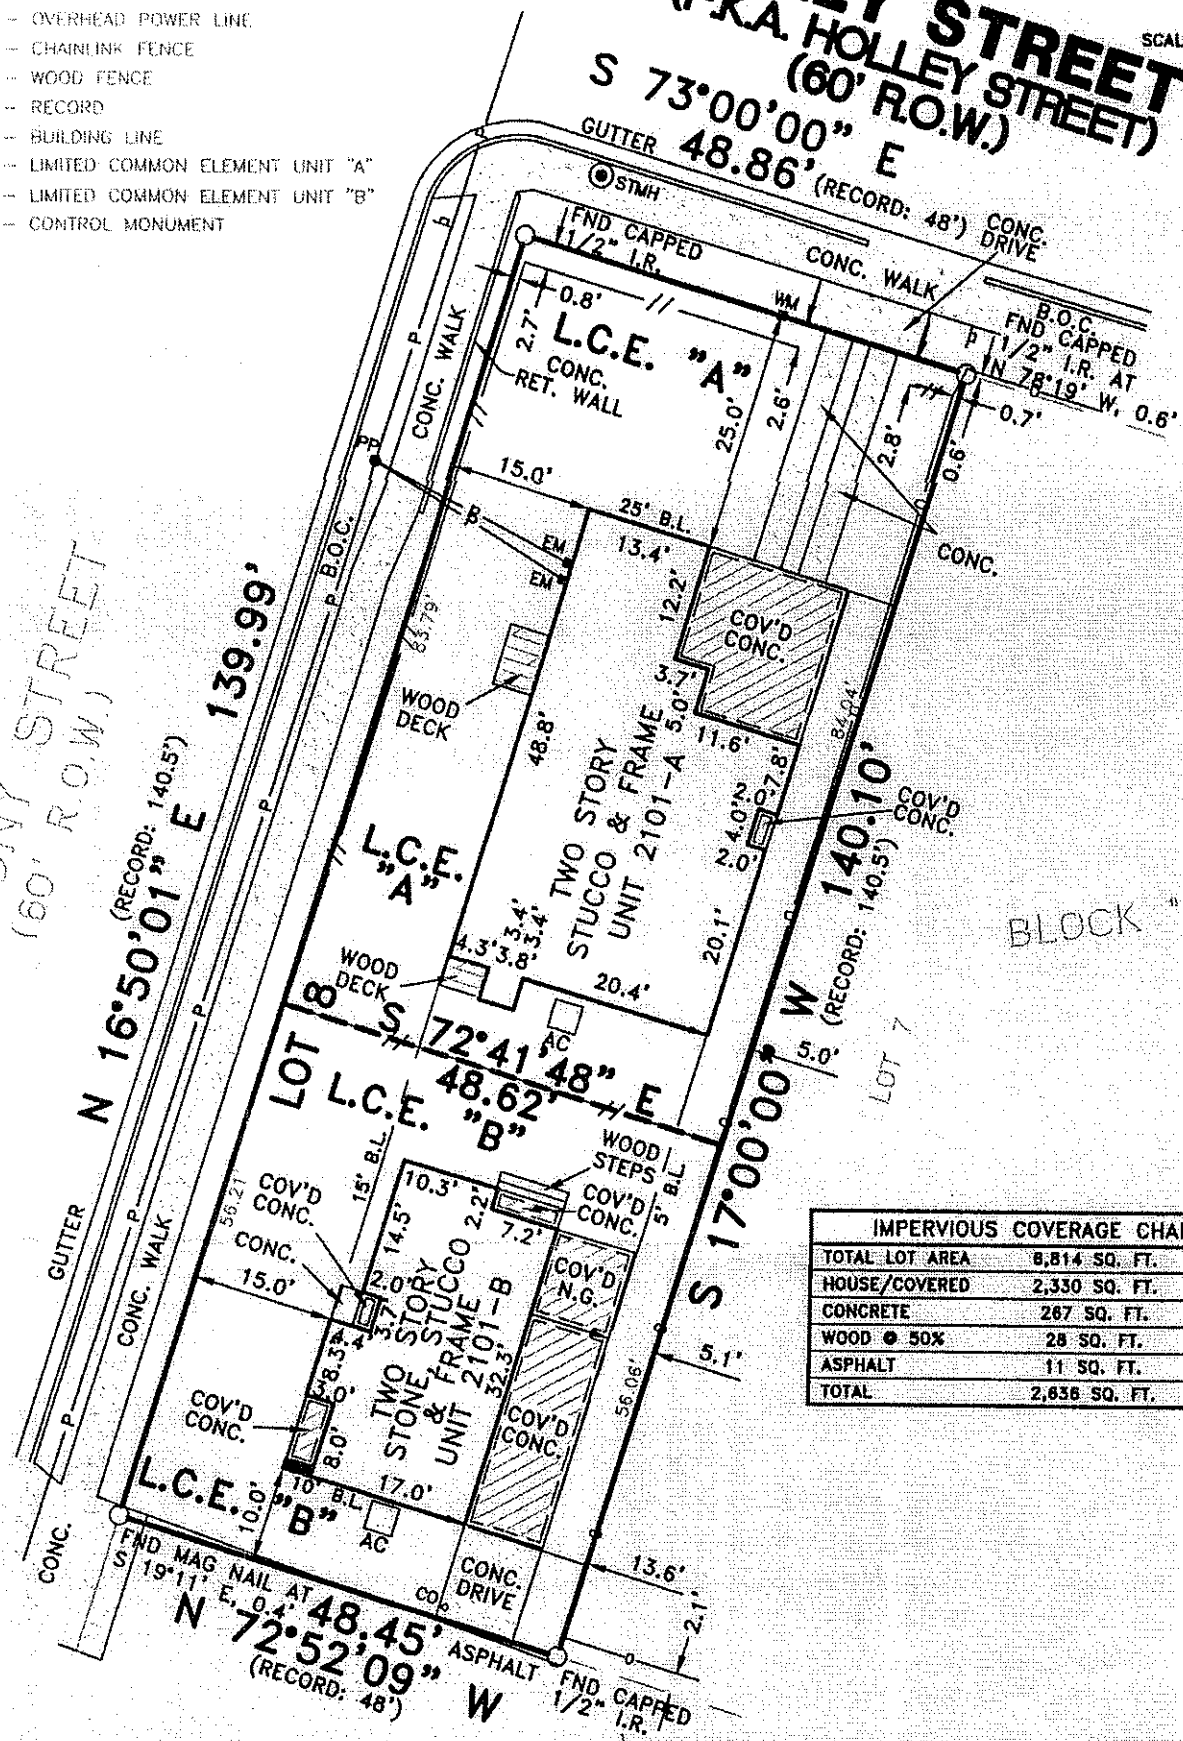 -- OVERHEAD POWER LINE
-- CHAINLINK FENCE
-- WOOD FENCE
-- RECORD
-- BUILDING LINE
-- LIMITED COMMON ELEMENT UNIT "A"
-- LIMITED COMMON ELEMENT UNIT "B"
-- CONTROL MONUMENT
STREET
HOLLEY STREET)
(60' R.O.W.)
S 73°00'00" E
48.86' (RECORD: 48')
GUTTER
STMH
CONC.
DRIVE
CONC. WALK
FND CAPPED
1/2" I.R.
B.O.C.
FND CAPPED
1/2" I.R. AT
N 78°19' W, 0.6'
WM
P
0.8'
2.7'
//
L.C.E. "A"
CONC.
RET. WALL
25.0'
2.6'
2.8'
0.7'
0.6'
CONC. WALK
P
PP
15.0'
25' B.L.
13.4'
EM
EM
CONC.
12.2'
COV'D
CONC.
B.O.C.
P
83.79'
3.7'
5.0'
11.6'
84.04'
WOOD
DECK
48.8'
TWO STORY
STUCCO & FRAME
UNIT 2101-A
7.8'
2.0'
4.0'
2.0'
COV'D
CONC.
STREET
(60' R.O.W.)
N 16°50'01" E 139.99'
(RECORD: 140.5')
L.C.E.
"A"
20.1'
S 17°00'00" W 140.10'
(RECORD: 140.5')
BLOCK "
LOT 7
WOOD
DECK
4.3'
3.8'
3.4'
3.4'
20.4'
AC
LOT 8
S 72°41'48" E
48.62'
5.0'
L.C.E.
"B"
WOOD
STEPS
15' B.L.
10.3'
2.2'
7.2'
COV'D
CONC.
5' B.L.
COV'D
CONC.
CONC.
56.21
14.5'
COV'D
N.G.
15.0'
2.0'
3.7'
4.4'
8.3'
TWO STORY
STONE, STUCCO
& FRAME
UNIT 2101-B
32.3'
5.1'
56.06'
COV'D
CONC.
8.0'
COV'D
CONC.
GUTTER
CONC. WALK
P
L.C.E. "B"
10.0'
10' B.L.
17.0'
AC
CONC.
DRIVE
13.6'
2.1'
CONC.
FND MAG NAIL AT
S 19°11' E, 0.4'
CO
48.45'
N 72°52'09" W
(RECORD: 48')
ASPHALT
FND CAPPED
1/2" I.R.
IMPERVIOUS COVERAGE
TOTAL LOT AREA 6,814 SQ. FT.
HOUSE/COVERED 2,330 SQ. FT.
CONCRETE 267 SQ. FT.
WOOD @ 50% 28 SQ. FT.
ASPHALT 11 SQ. FT.
TOTAL 2,636 SQ. FT.